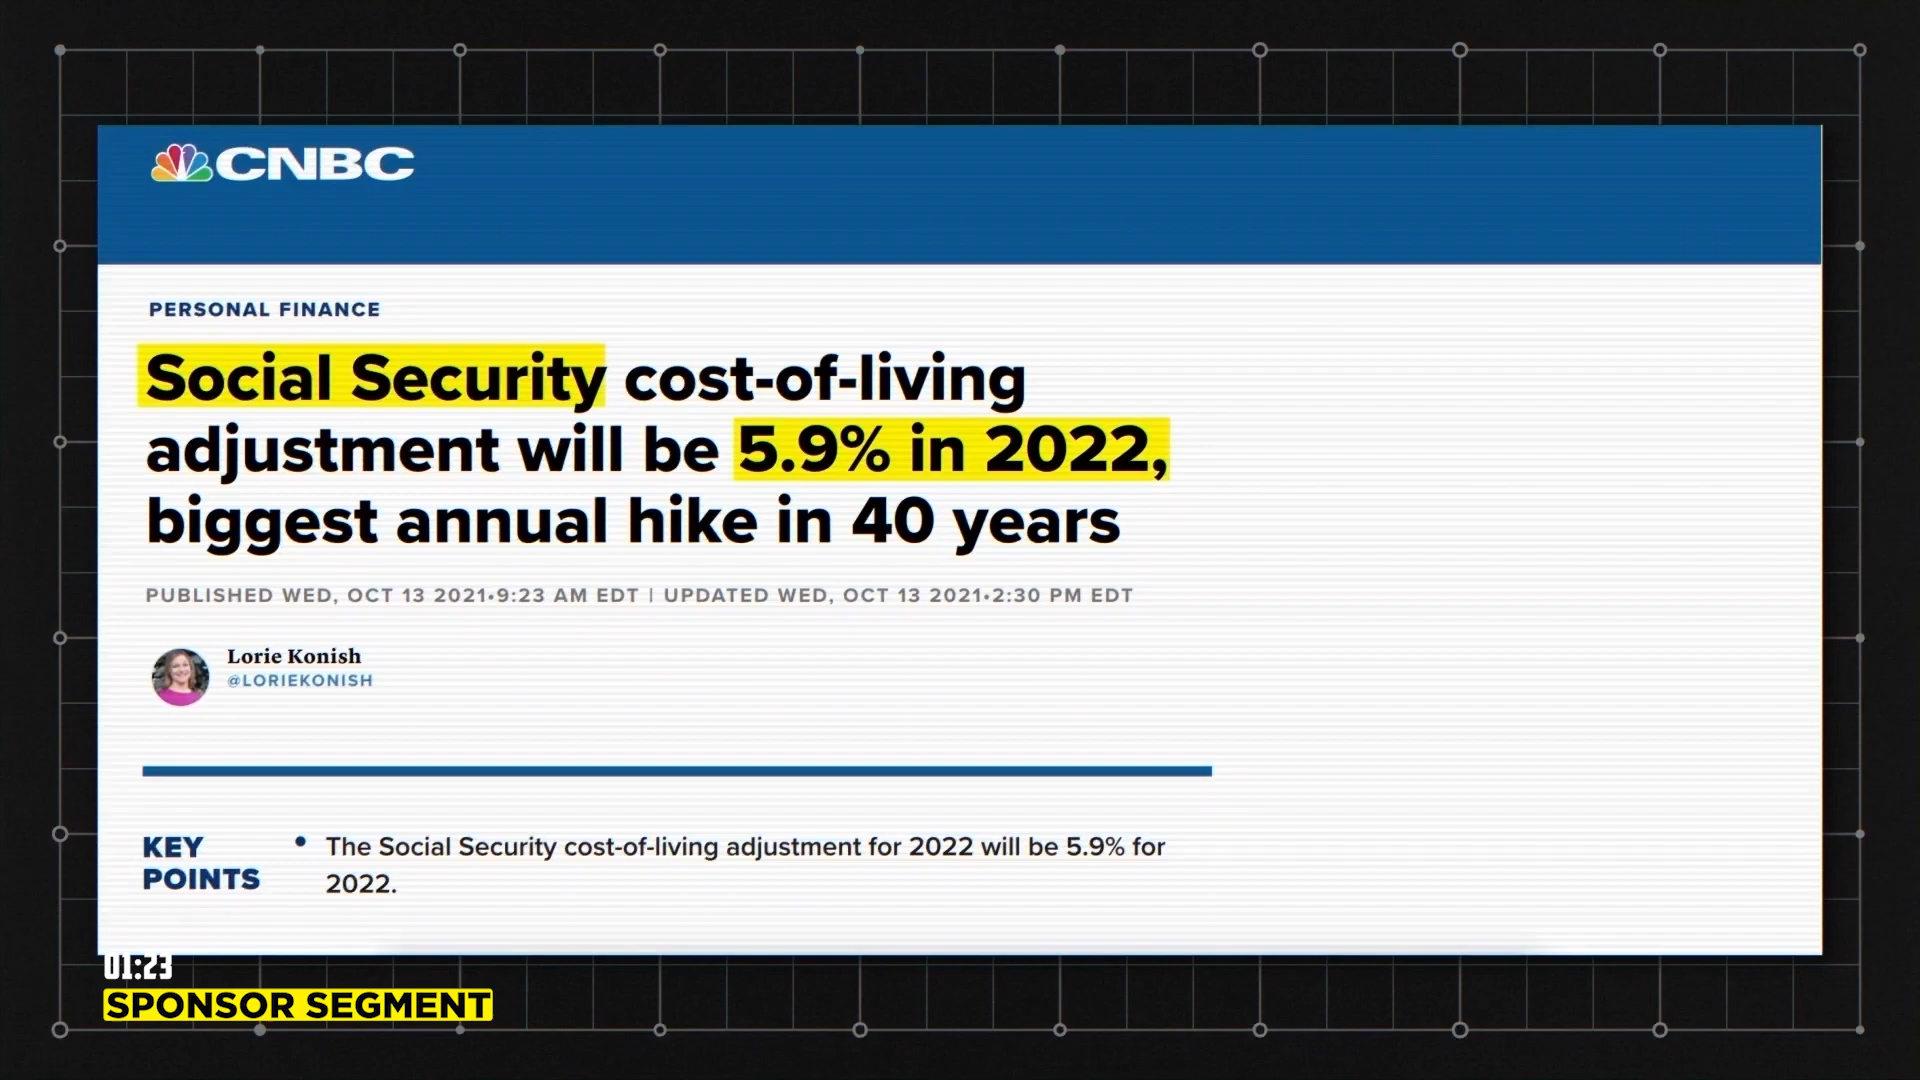 CNBC
PERSONAL FINANCE
Social Security cost-of-living
adjustment will be 5.9% in 2022,
biggest annual hike in 40 years
PUBLISHED WED, OCT 13 2021•9:23 AM EDT | UPDATED WED, OCT 13 2021•2:30 PM EDT
Lorie Konish
@LORIEKONISH
KEY
POINTS
• The Social Security cost-of-living adjustment for 2022 will be 5.9% for
2022.
01:23
SPONSOR SEGMENT